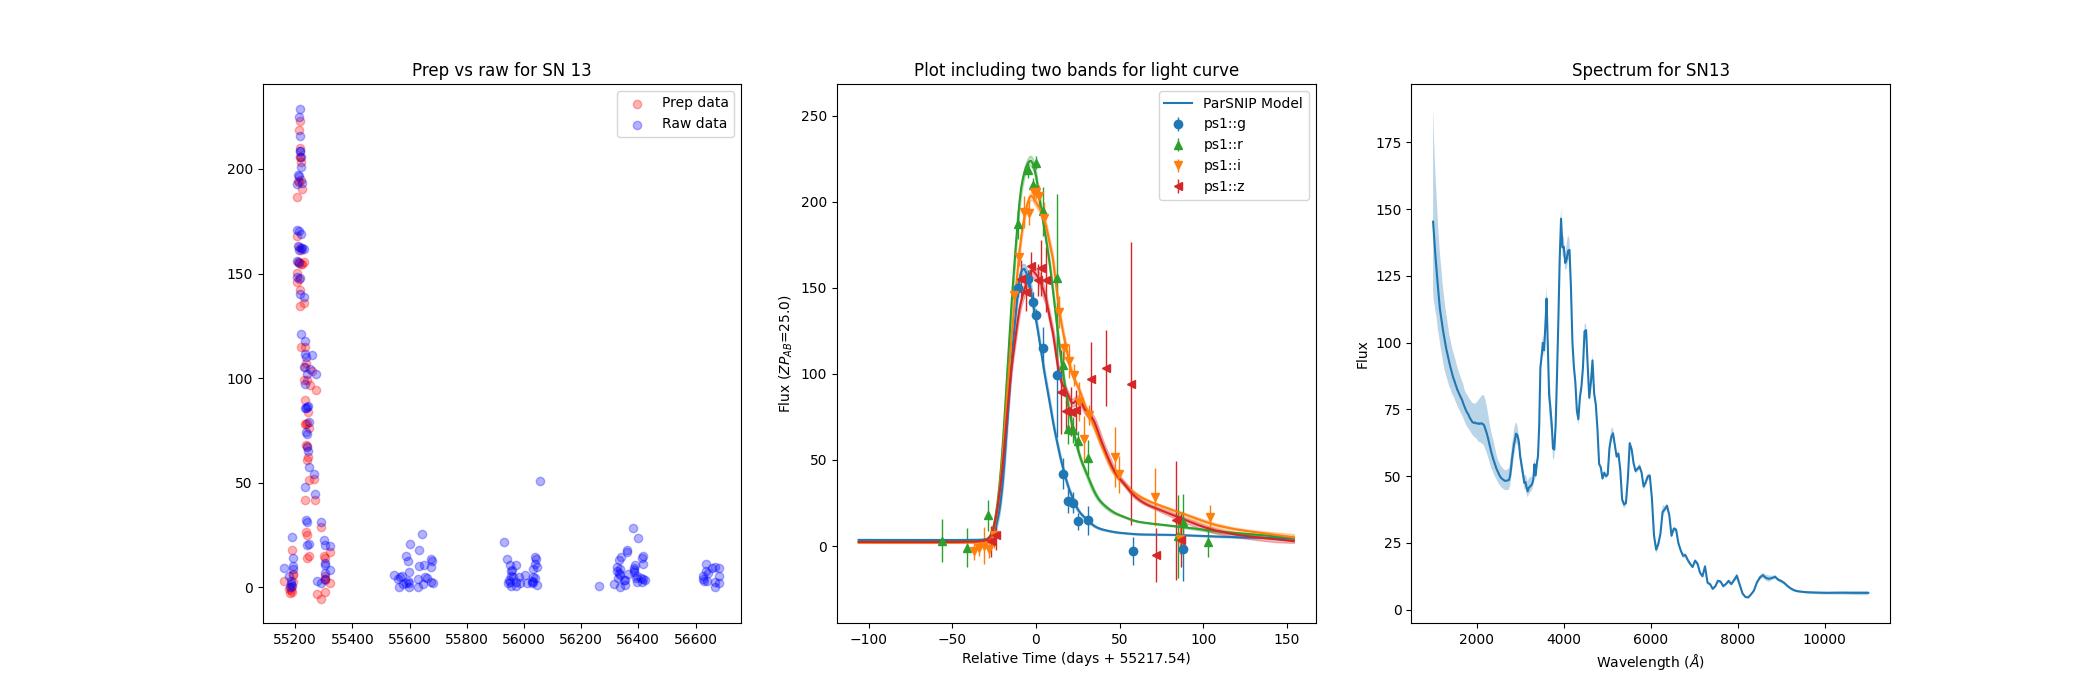 Prep vs raw for SN 13
Prep data
Raw data
200
150
100
50
0
55200 55400 55600 55800 56000 56200 56400 56600
Plot including two bands for light curve
ParSNIP Model
ps1::g
ps1::r
ps1::i
ps1::z
Flux (ZP_AB=25.0)
250
200
150
100
50
0
−100 −50 0 50 100 150
Relative Time (days + 55217.54)
Spectrum for SN13
Flux
175
150
125
100
75
50
25
0
2000 4000 6000 8000 10000
Wavelength (Å)